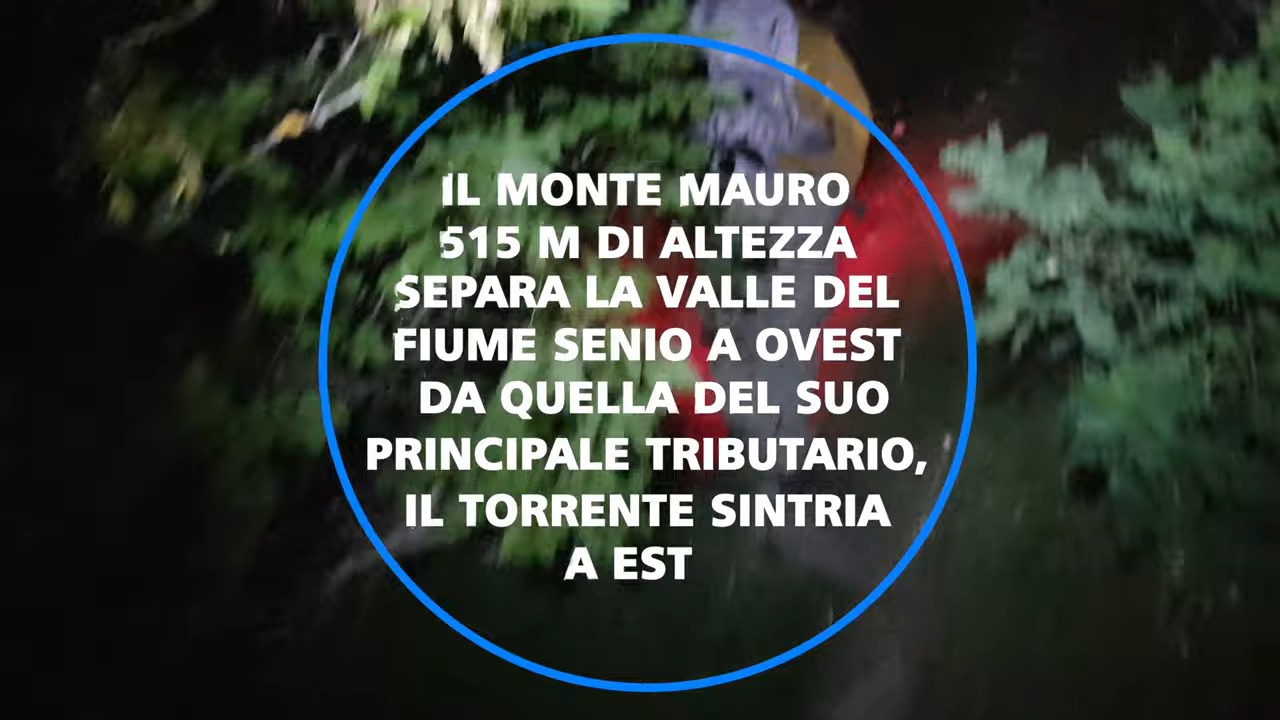 IL MONTE MAURO
515 M DI ALTEZZA
SEPARA LA VALLE DEL
FIUME SENIO A OVEST
DA QUELLA DEL SUO
PRINCIPALE TRIBUTARIO,
IL TORRENTE SINTRIA
A EST